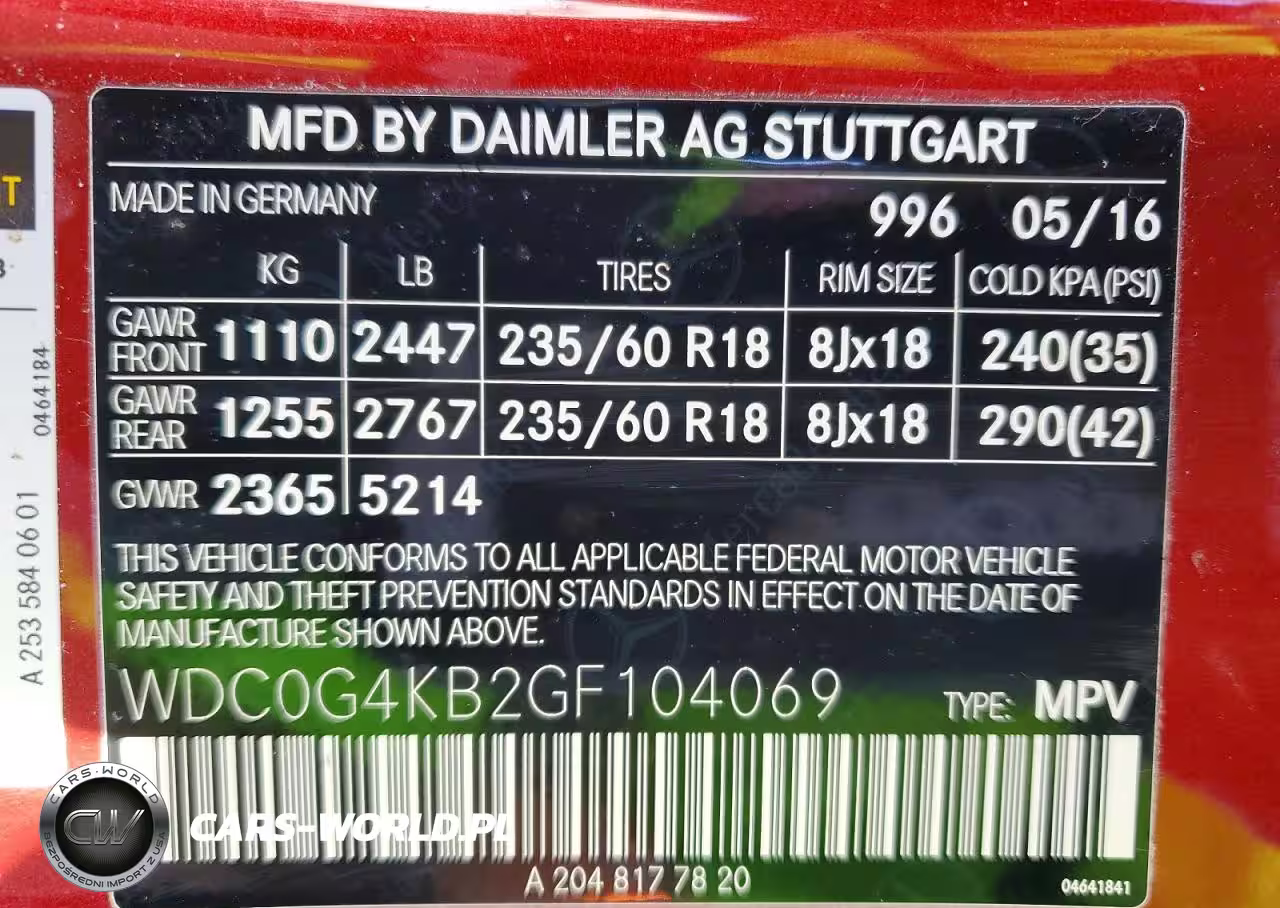 MFD BY DAIMLER AG STUTTGART
MADE IN GERMANY
996 05/16
KG LB TIRES RIM SIZE COLD KPA(PSI)
GAWR FRONT 1110 2447 235/60 R18 8Jx18 240(35)
GAWR REAR 1255 2767 235/60 R18 8Jx18 290(42)
GVWR 2365 5214
THIS VEHICLE CONFORMS TO ALL APPLICABLE FEDERAL MOTOR VEHICLE
SAFETY AND THEFT PREVENTION STANDARDS IN EFFECT ON THE DATE OF
MANUFACTURE SHOWN ABOVE.
WDC0G4KB2GF104069 TYPE: MPV
A 204 817 78 20
04641841
T
0464184
A 253 584 06 01
CARS-WORLD
CW
BEZPOŚREDNI IMPORT Z USA
CARS-WORLD.PL